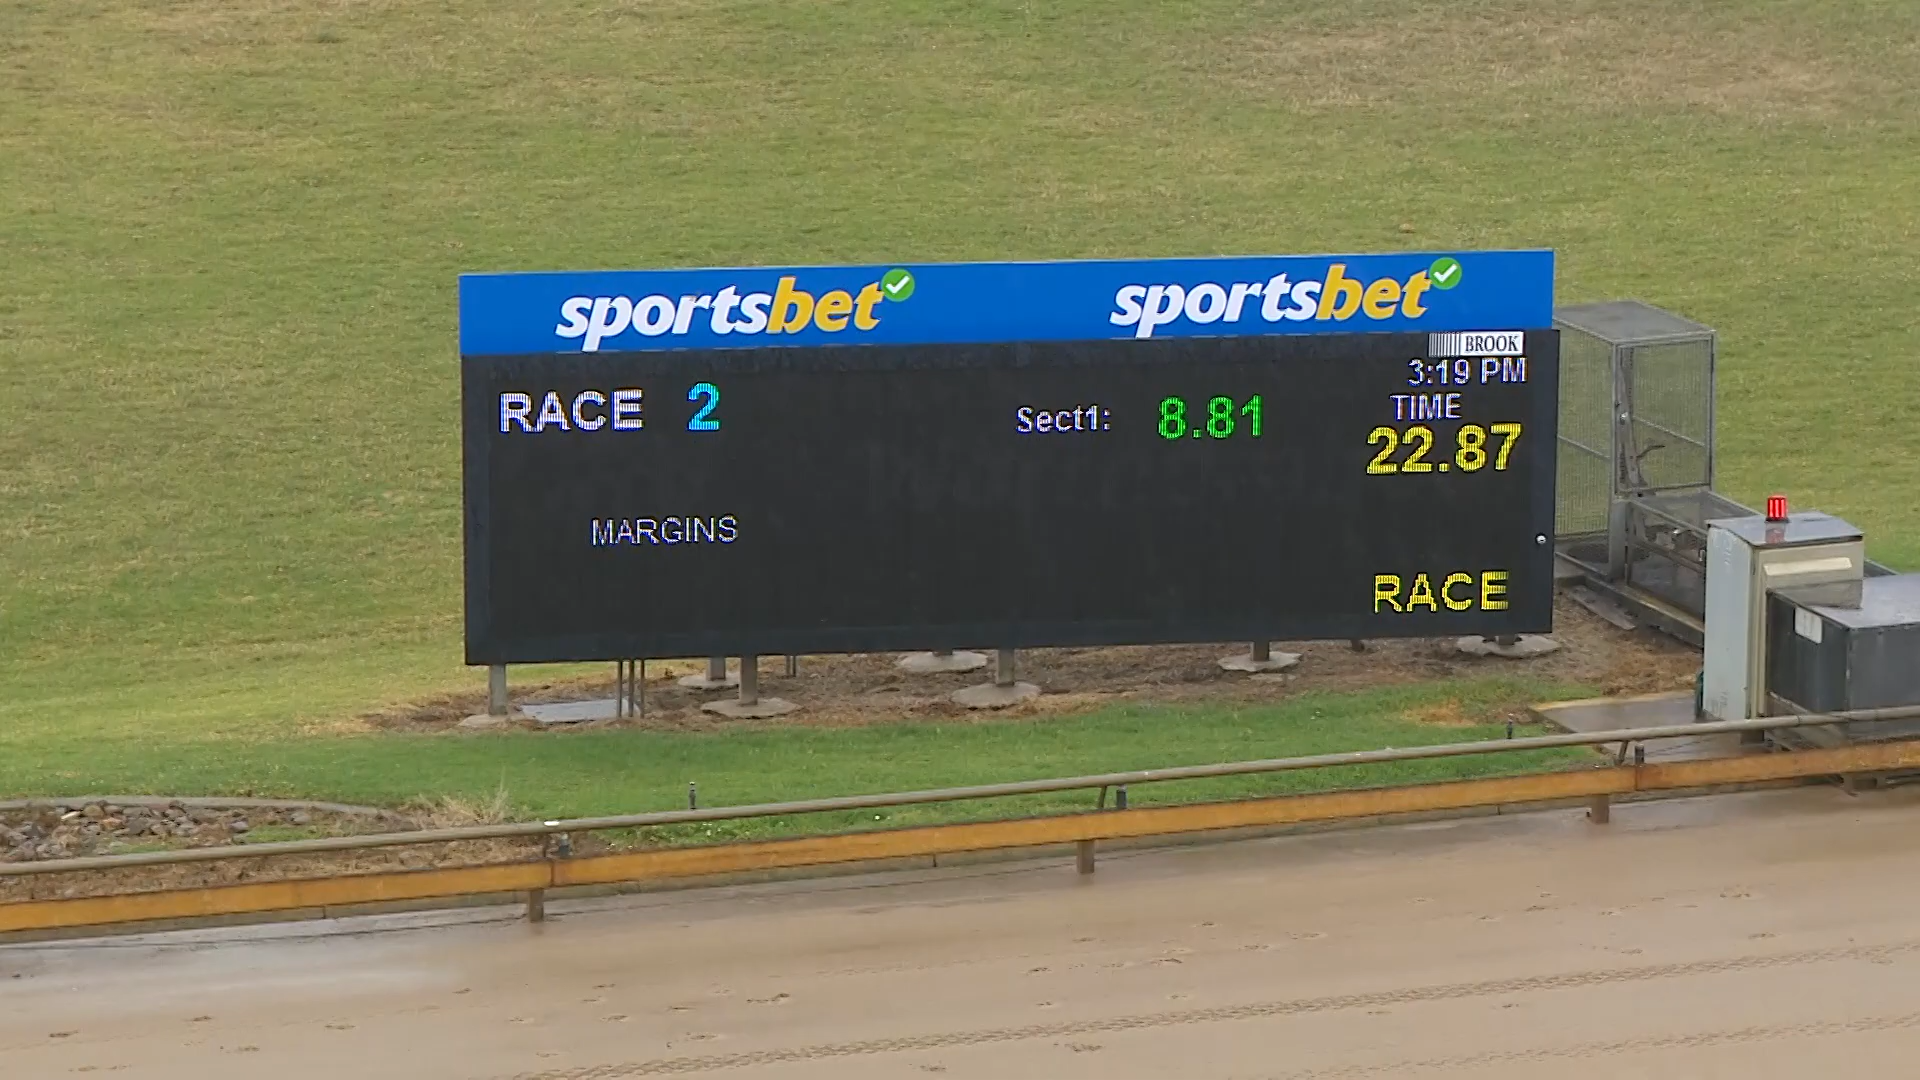 sportsbet sportsbet
BROOK
3:19 PM
RACE 2 Sect1: 8.81 TIME
22.87
MARGINS
RACE